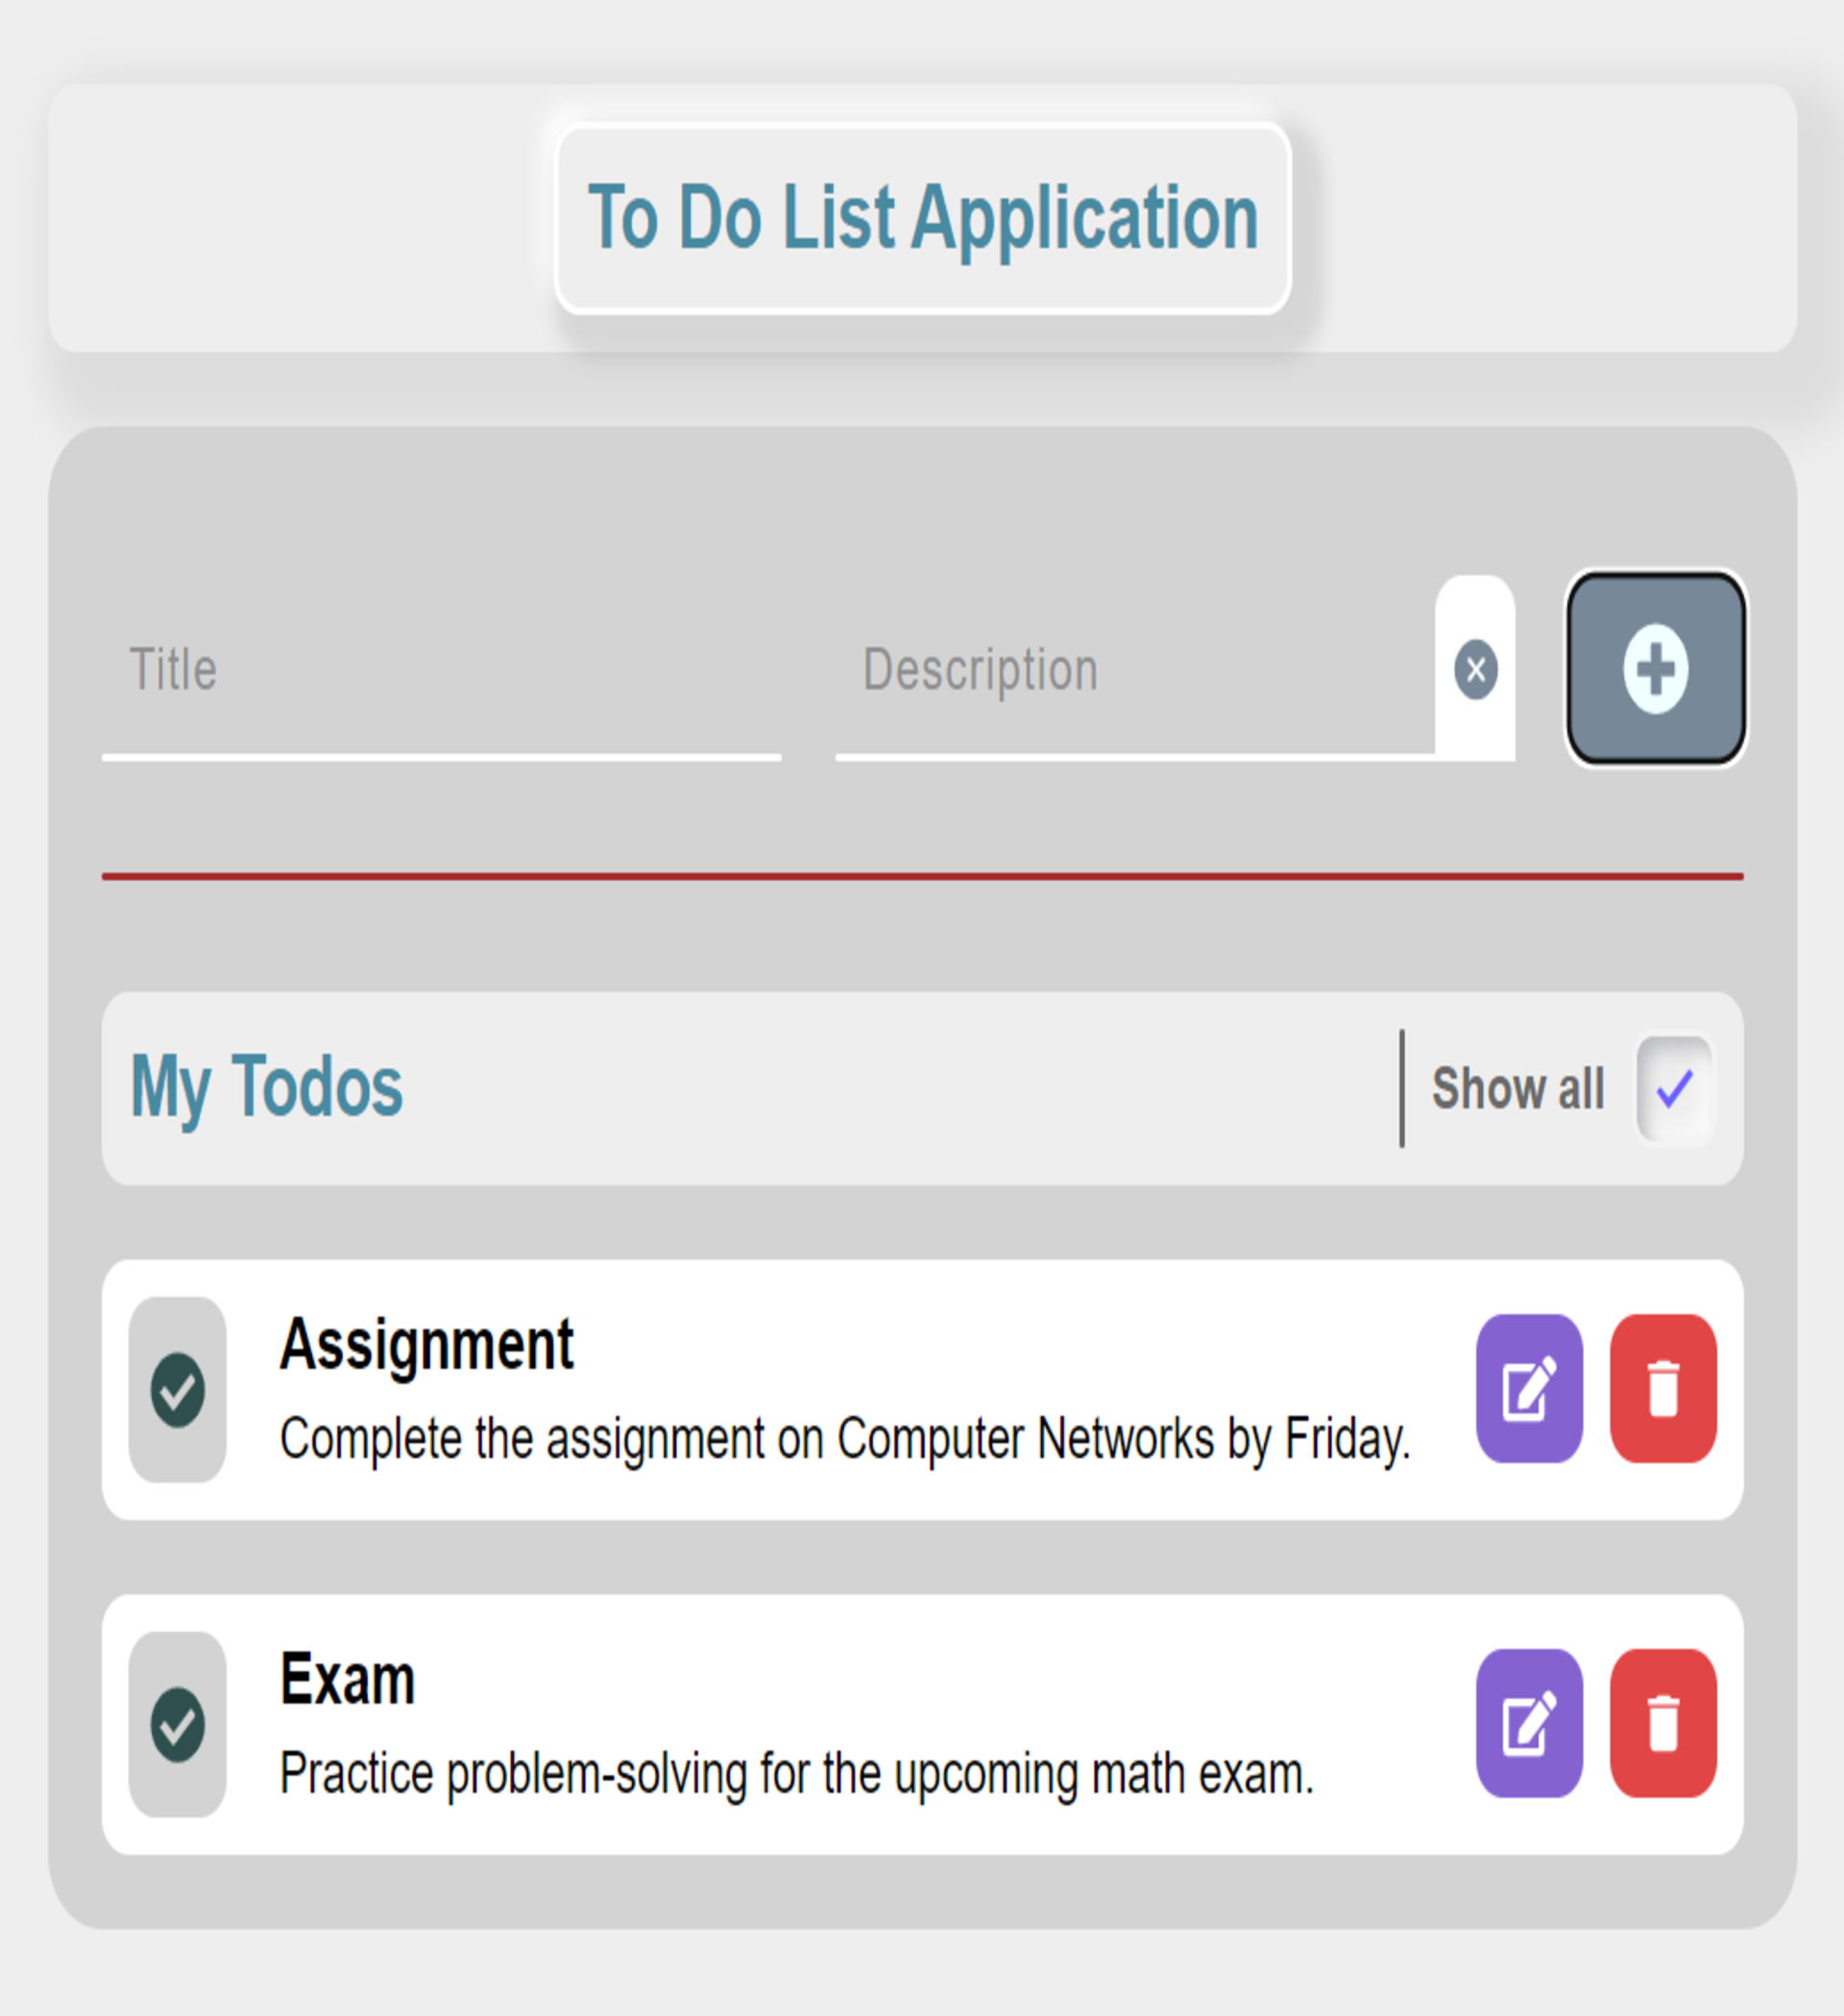 To Do List Application
Title
Description
My Todos
Show all
Assignment
Complete the assignment on Computer Networks by Friday.
Exam
Practice problem-solving for the upcoming math exam.